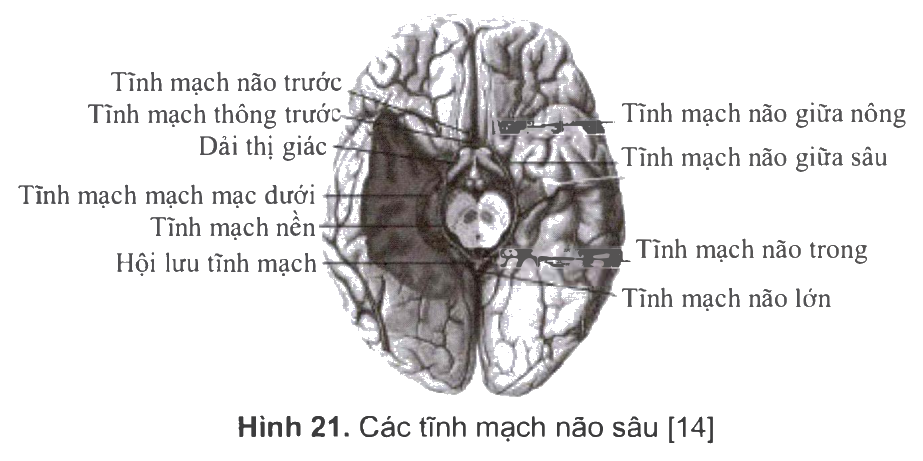 Tĩnh mạch não trước
Tĩnh mạch thông trước
Dải thị giác
Tĩnh mạch mạch mạc dưới
Tĩnh mạch nền
Hội lưu tĩnh mạch
Tĩnh mạch não giữa nông
Tĩnh mạch não giữa sâu
Tĩnh mạch não trong
Tĩnh mạch não lớn
Hình 21. Các tĩnh mạch não sâu [14]